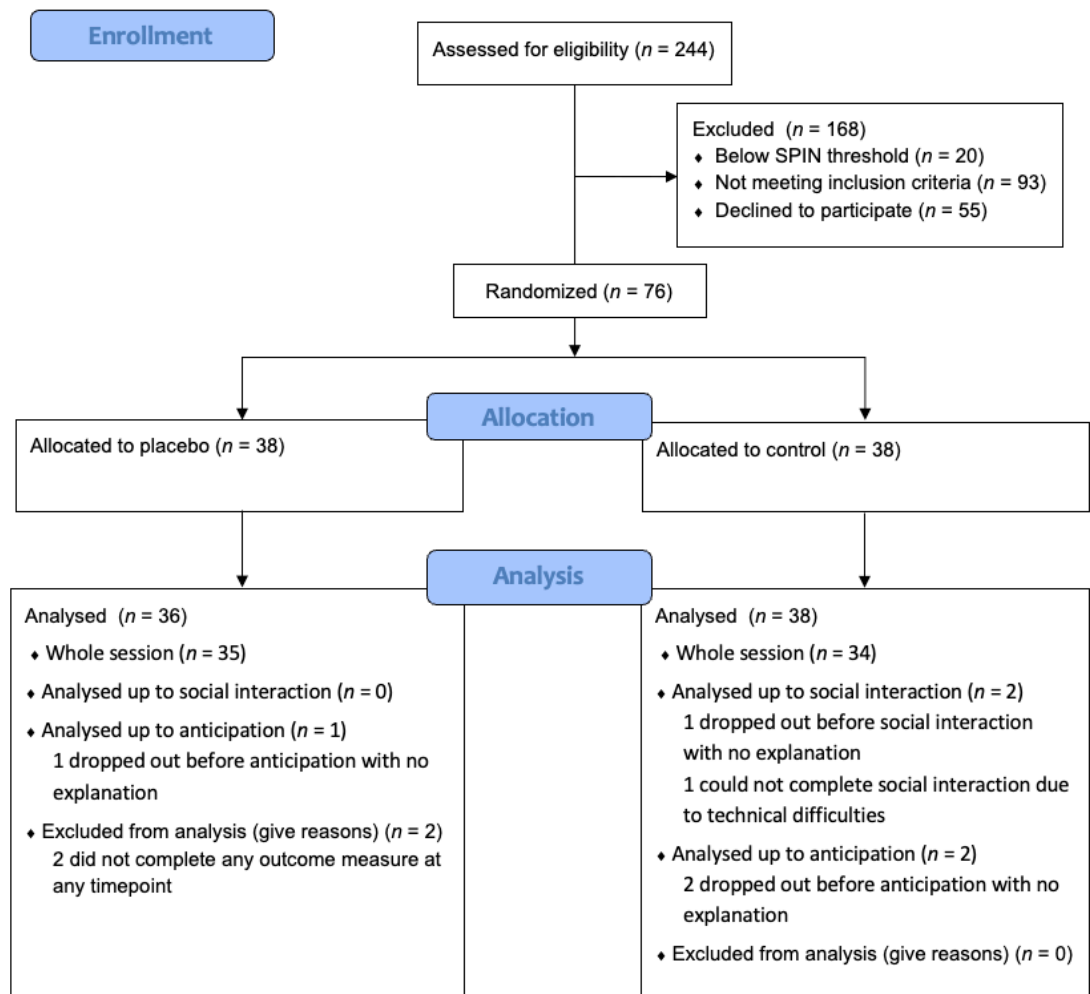 Enrollment
Assessed for eligibility (n = 244)
Excluded (n = 168)
♦ Below SPIN threshold (n = 20)
♦ Not meeting inclusion criteria (n = 93)
♦ Declined to participate (n = 55)
Randomized (n = 76)
Allocation
Allocated to placebo (n = 38)
Allocated to control (n = 38)
Analysis
Analysed (n = 36)
♦ Whole session (n = 35)
♦ Analysed up to social interaction (n = 0)
♦ Analysed up to anticipation (n = 1)
1 dropped out before anticipation with no
explanation
♦ Excluded from analysis (give reasons) (n = 2)
2 did not complete any outcome measure at
any timepoint
Analysed (n = 38)
♦ Whole session (n = 34)
♦ Analysed up to social interaction (n = 2)
1 dropped out before social interaction
with no explanation
1 could not complete social interaction due
to technical difficulties
♦ Analysed up to anticipation (n = 2)
2 dropped out before anticipation with no
explanation
♦ Excluded from analysis (give reasons) (n = 0)